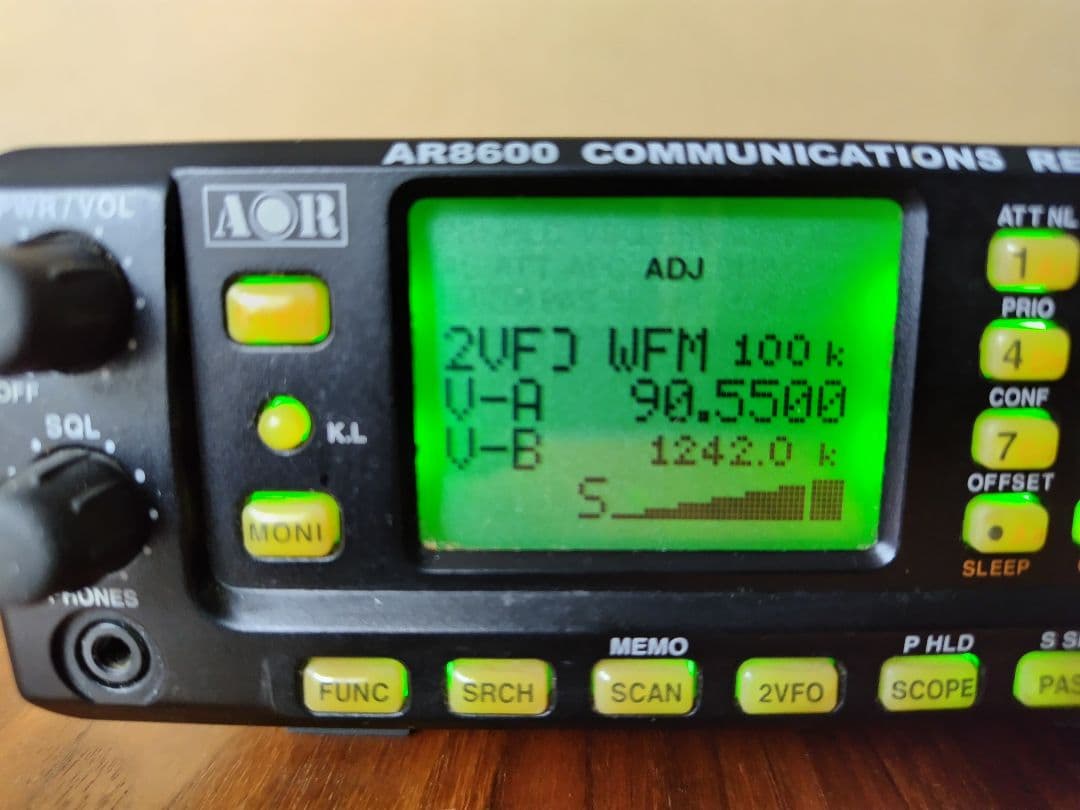 AR8600 COMMUNICATIONS RE
PWR/VOL
AOR
ATT NL
ADJ
1
PRIO
2VFO WFM 100 k
4
OFF
V-A 90.5500
CONF
SQL
K.L
V-B 1242.0 k
7
S
OFFSET
MONI
•
SLEEP
PHONES
MEMO
P HLD
S S
FUNC
SRCH
SCAN
2VFO
SCOPE
PAS